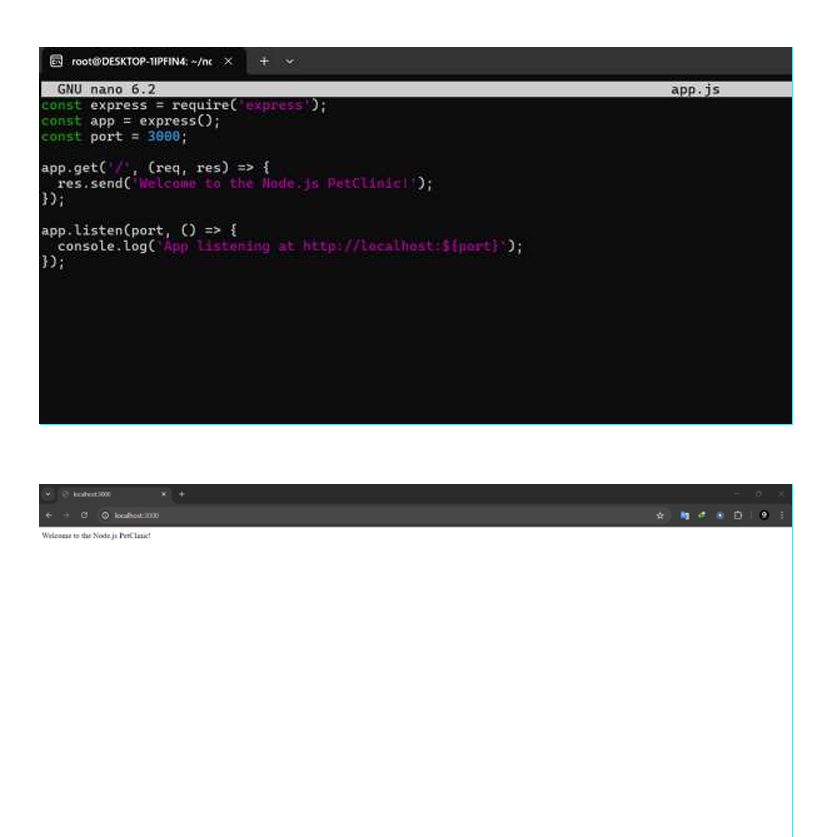 root@DESKTOP-1IPFIN4: ~/nc
GNU nano 6.2 app.js
const express = require('express');
const app = express();
const port = 3000;
app.get('/', (req, res) => {
res.send('Welcome to the Node.js PetClinic!');
});
app.listen(port, () => {
console.log(`App listening at http://localhost:${port}`);
});
localhost:3000
localhost:3000
Welcome to the Node.js PetClinic!